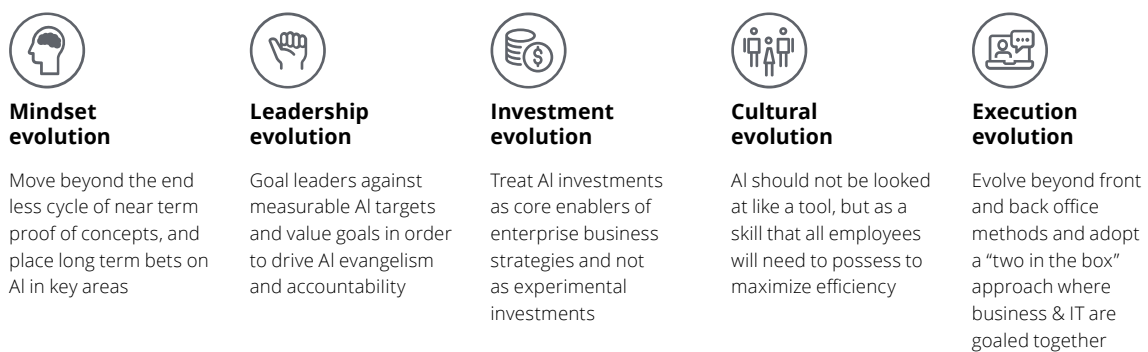 Mindset
evolution
Move beyond the end
less cycle of near term
proof of concepts, and
place long term bets on
AI in key areas
Leadership
evolution
Goal leaders against
measurable AI targets
and value goals in order
to drive AI evangelism
and accountability
$
Investment
evolution
Treat AI investments
as core enablers of
enterprise business
strategies and not
as experimental
investments
Cultural
evolution
AI should not be looked
at like a tool, but as a
skill that all employees
will need to possess to
maximize efficiency
Execution
evolution
Evolve beyond front
and back office
methods and adopt
a “two in the box”
approach where
business & IT are
goaled together